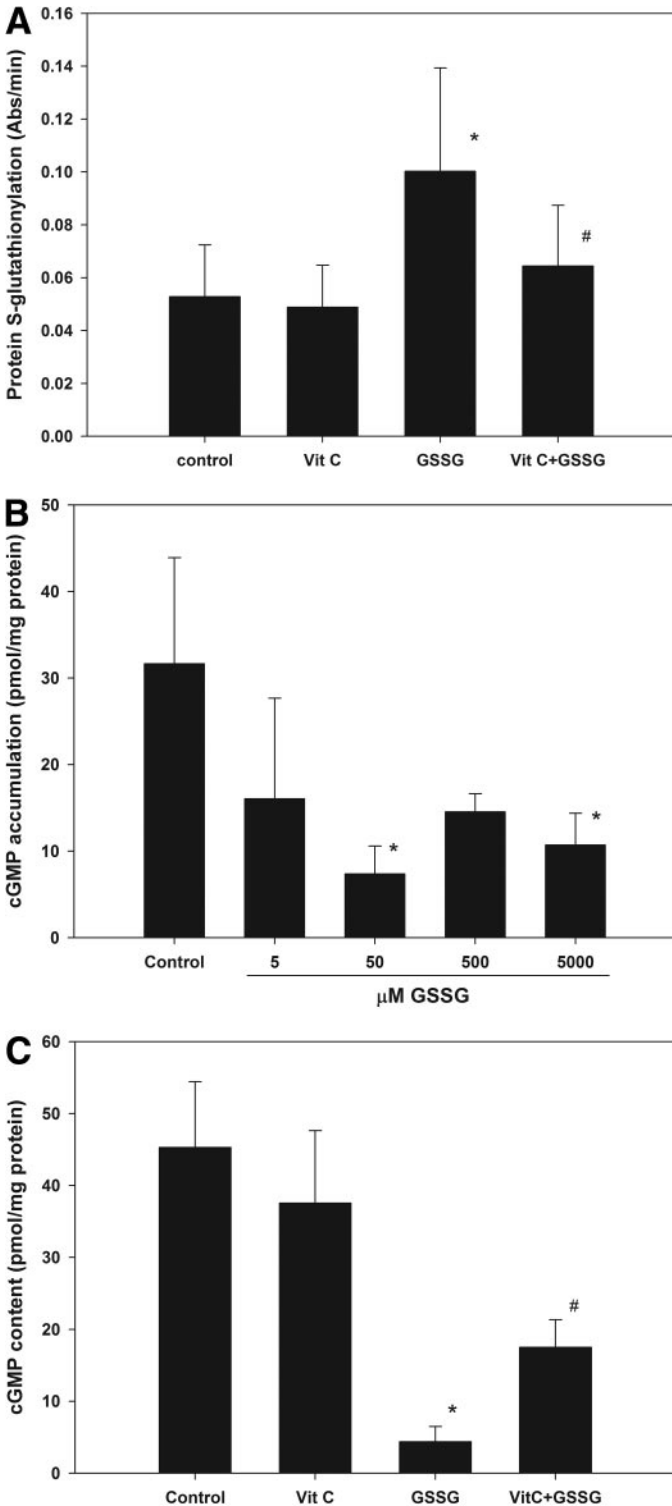 A
Protein S-glutathionylation (Abs/min)
0.16
0.14
0.12
0.10
0.08
0.06
0.04
0.02
0.00
*
#
control Vit C GSSG Vit C+GSSG
B
cGMP accumulation (pmol/mg protein)
50
40
30
20
10
0
*
*
Control 5 50 500 5000
μM GSSG
C
cGMP content (pmol/mg protein)
60
50
40
30
20
10
0
*
#
Control Vit C GSSG VitC+GSSG